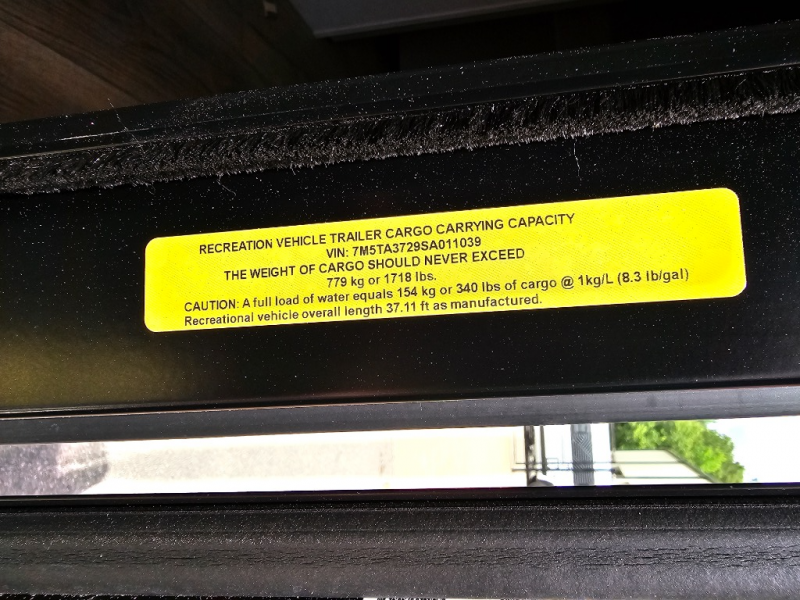 RECREATION VEHICLE TRAILER CARGO CARRYING CAPACITY
VIN: 7M5TA3729SA011039
THE WEIGHT OF CARGO SHOULD NEVER EXCEED
779 kg or 1718 lbs.
CAUTION: A full load of water equals 154 kg or 340 lbs of cargo @ 1kg/L (8.3 lb/gal)
Recreational vehicle overall length 37.11 ft as manufactured.